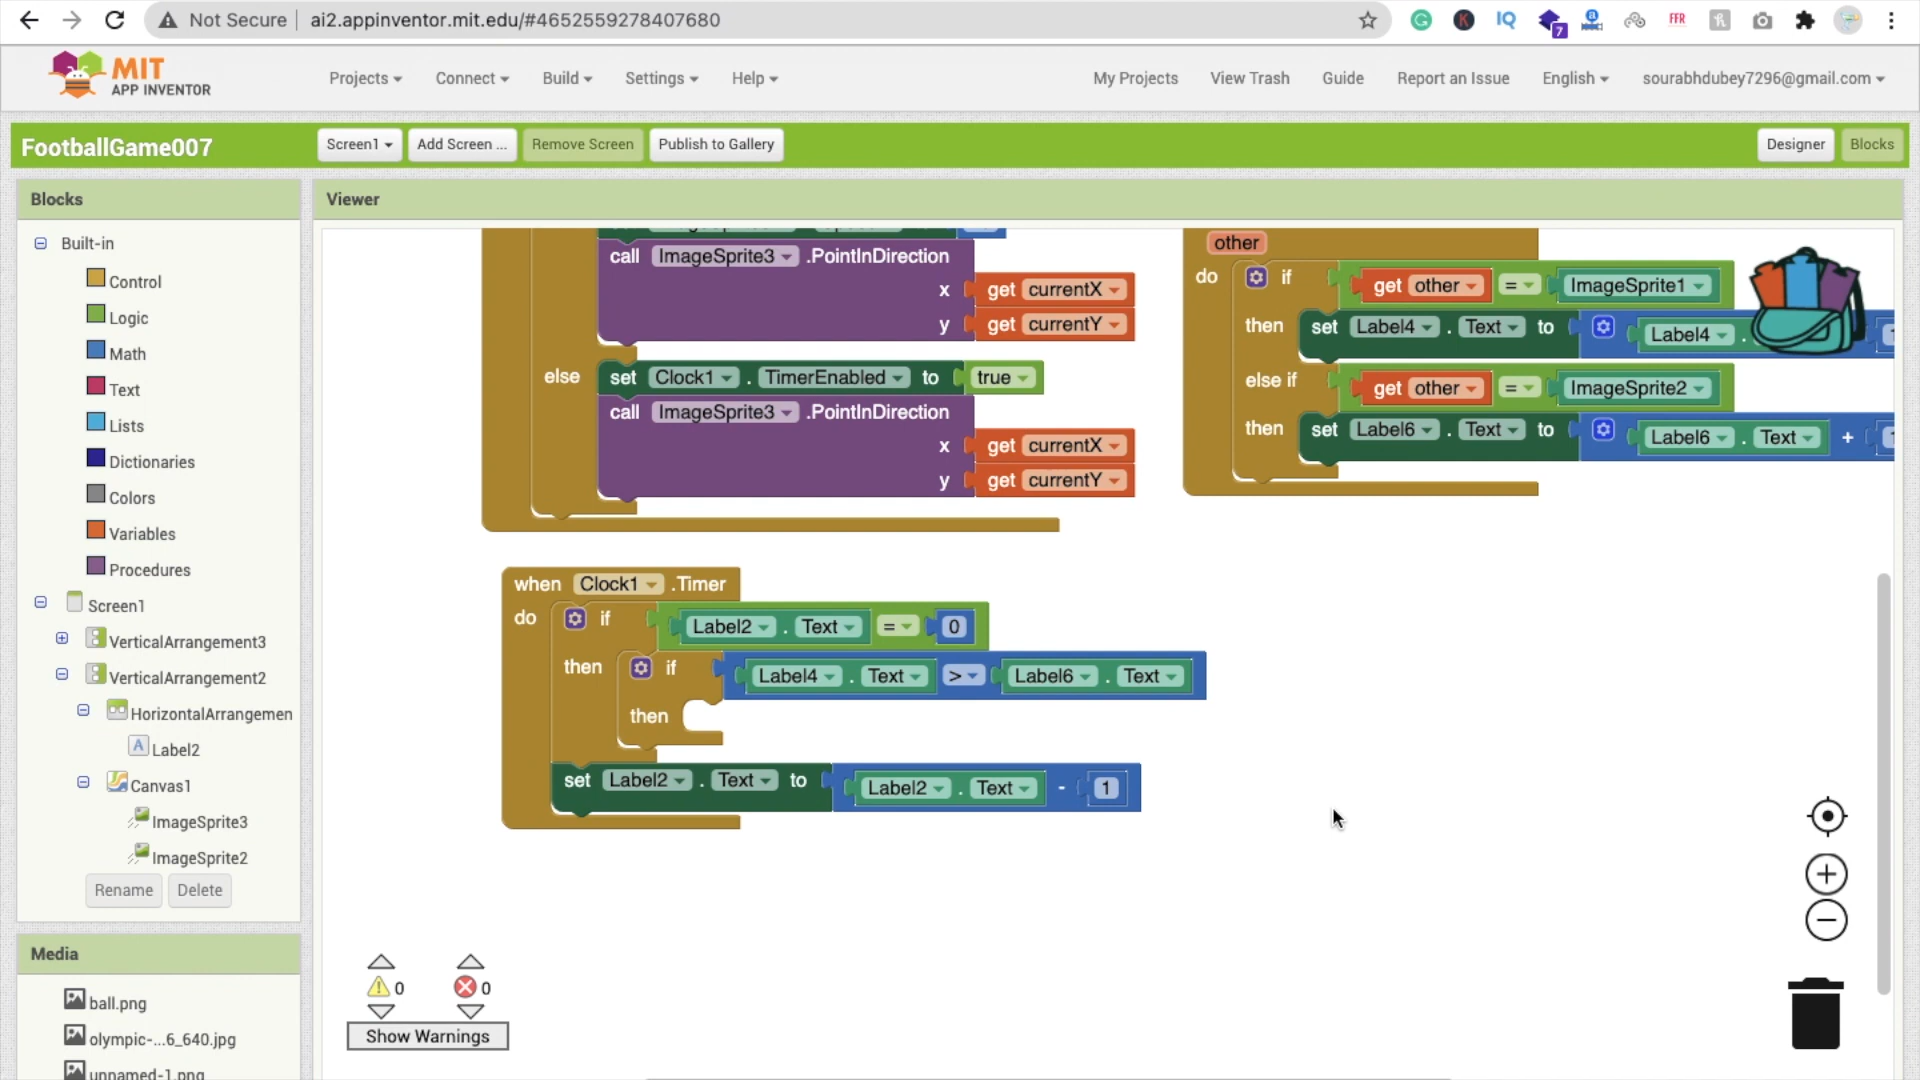 Not Secure ai2.appinventor.mit.edu/#4652559278407680
K IQ 7 a FFR
MIT
APP INVENTOR
Projects Connect Build Settings Help My Projects View Trash Guide Report an Issue English sourabhdubey7296@gmail.com
FootballGame007 Screen1 Add Screen ... Remove Screen Publish to Gallery Designer Blocks
Blocks
Built-in
Control
Logic
Math
Text
Lists
Dictionaries
Colors
Variables
Procedures
Screen1
VerticalArrangement3
VerticalArrangement2
HorizontalArrangemen
A Label2
Canvas1
ImageSprite3
ImageSprite2
Rename Delete
Media
ball.png
olympic-...6_640.jpg
unnamed-1.png
Viewer
call ImageSprite3 .PointInDirection
x get currentX
y get currentY
else set Clock1 . TimerEnabled to true
call ImageSprite3 .PointInDirection
x get currentX
y get currentY
other
do if get other = ImageSprite1
then set Label4 . Text to Label4 .
else if get other = ImageSprite2
then set Label6 . Text to Label6 . Text + 1
when Clock1 .Timer
do if Label2 . Text = 0
then if Label4 . Text > Label6 . Text
then
set Label2 . Text to Label2 . Text - 1
0 0
Show Warnings